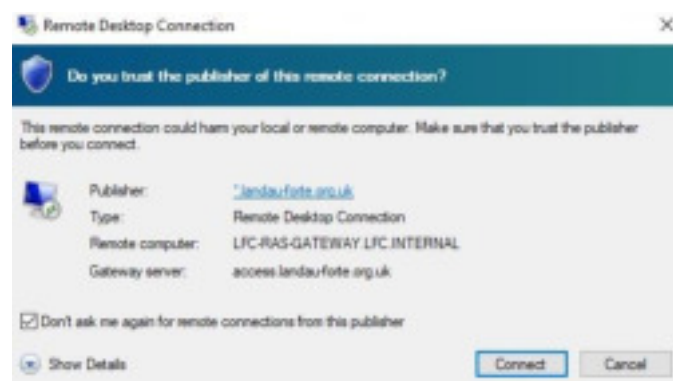 Remote Desktop Connection
Do you trust the publisher of this remote connection?
This remote connection could harm your local or remote computer. Make sure that you trust the publisher
before you connect.
Publisher: *.landau-forte.org.uk
Type: Remote Desktop Connection
Remote computer: LFC-RAS-GATEWAY.LFC.INTERNAL
Gateway server: access.landau-forte.org.uk
Don't ask me again for remote connections from this publisher
Show Details
Connect Cancel